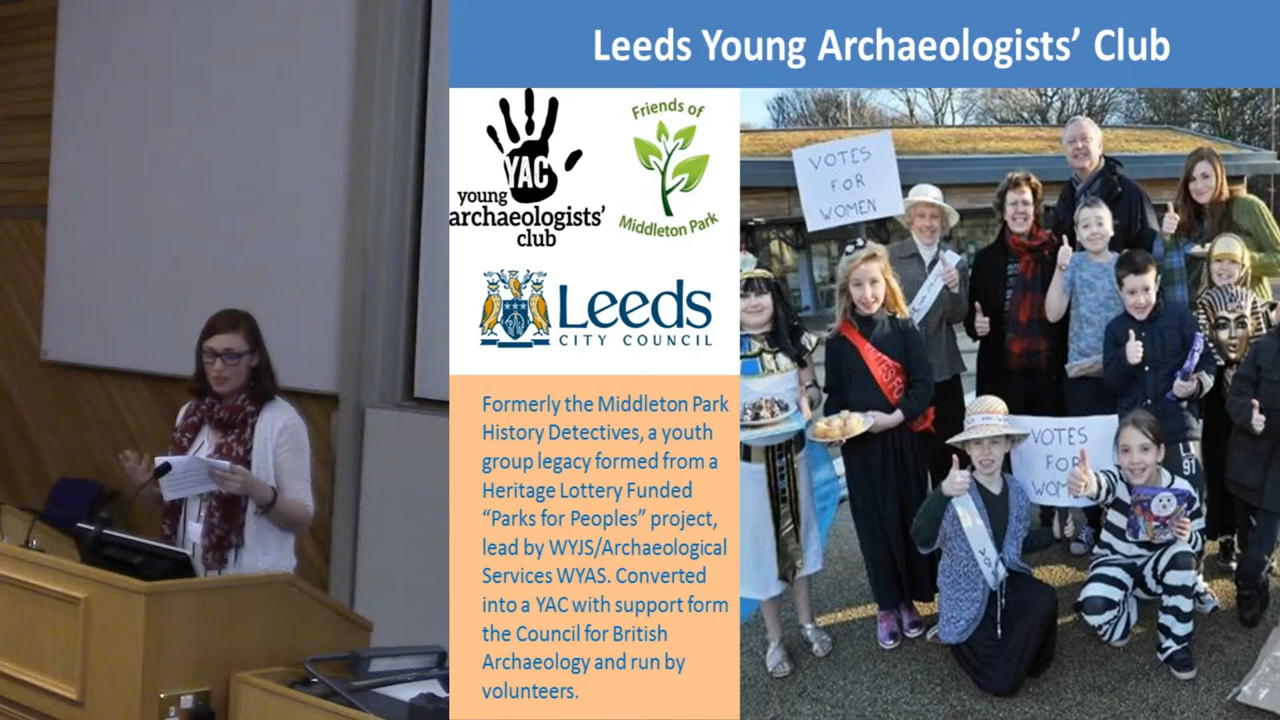 Leeds Young Archaeologists’ Club
YAC
young
archaeologists’
club
Friends of
Middleton Park
Leeds
CITY COUNCIL
Formerly the Middleton Park
History Detectives, a youth
group legacy formed from a
Heritage Lottery Funded
“Parks for Peoples” project,
lead by WYJS/Archaeological
Services WYAS. Converted
into a YAC with support form
the Council for British
Archaeology and run by
volunteers.
VOTES
FOR
WOMEN
VOTES
FOR